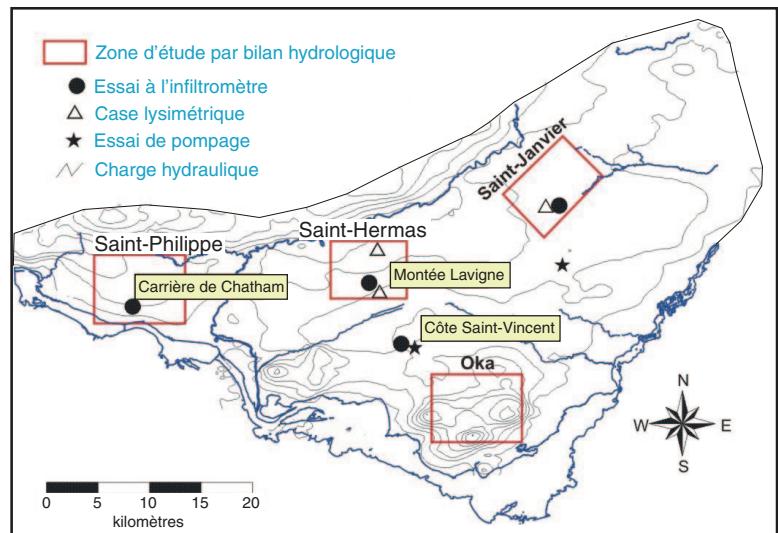 Zone d'étude par bilan hydrologique
Essai à l'infiltromètre
Case lysimétrique
Essai de pompage
Charge hydraulique
Saint-Janvier
Saint-Hermas
Saint-Philippe
Montée Lavigne
Carrière de Chatham
Côte Saint-Vincent
Oka
N
W E
S
0 5 10 15 20
kilomètres